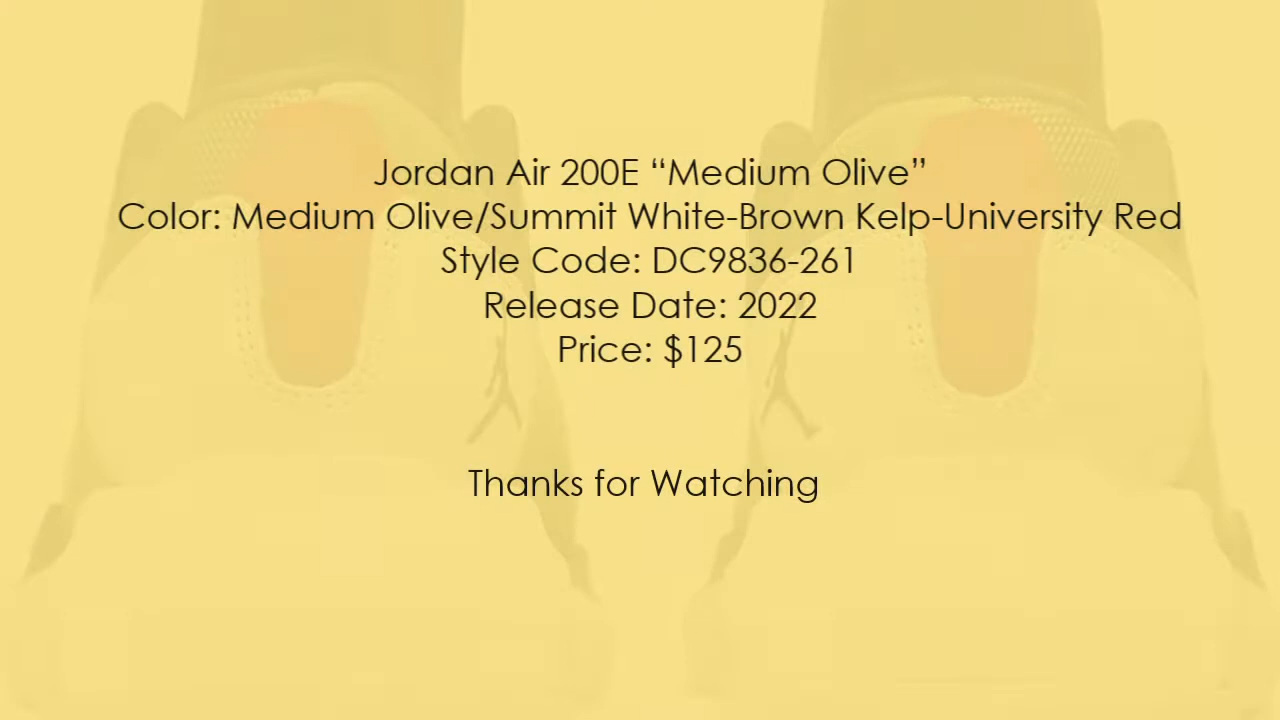 Jordan Air 200E “Medium Olive”
Color: Medium Olive/Summit White-Brown Kelp-University Red
Style Code: DC9836-261
Release Date: 2022
Price: $125
Thanks for Watching